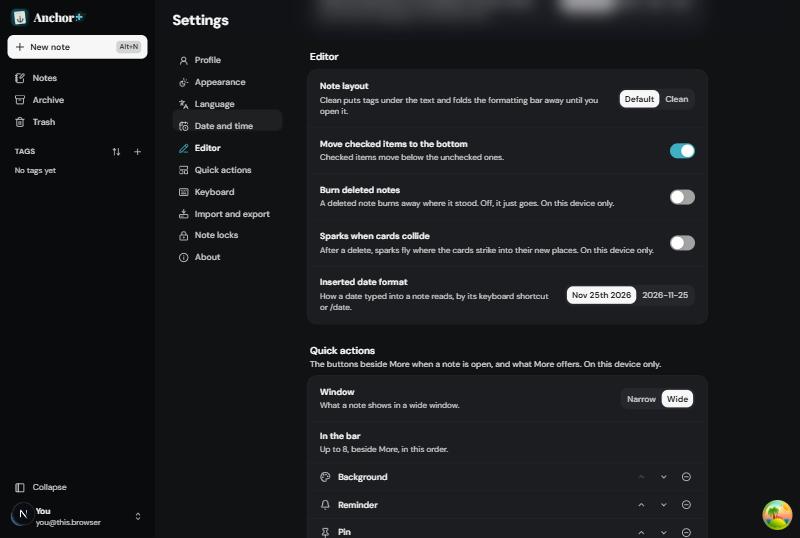 Anchor+
Settings
New note
Alt+N
Notes
Archive
Trash
TAGS
No tags yet
Collapse
N
You
you@this.browser
Profile
Appearance
Language
Date and time
Editor
Quick actions
Keyboard
Import and export
Note locks
About
Editor
Note layout
Clean puts tags under the text and folds the formatting bar away until you
open it.
Default
Clean
Move checked items to the bottom
Checked items move below the unchecked ones.
Burn deleted notes
A deleted note burns away where it stood. Off, it just goes. On this device only.
Sparks when cards collide
After a delete, sparks fly where the cards strike into their new places. On this device only.
Inserted date format
How a date typed into a note reads, by its keyboard shortcut
or /date.
Nov 25th 2026
2026-11-25
Quick actions
The buttons beside More when a note is open, and what More offers. On this device only.
Window
What a note shows in a wide window.
Narrow
Wide
In the bar
Up to 8, beside More, in this order.
Background
Reminder
Pin